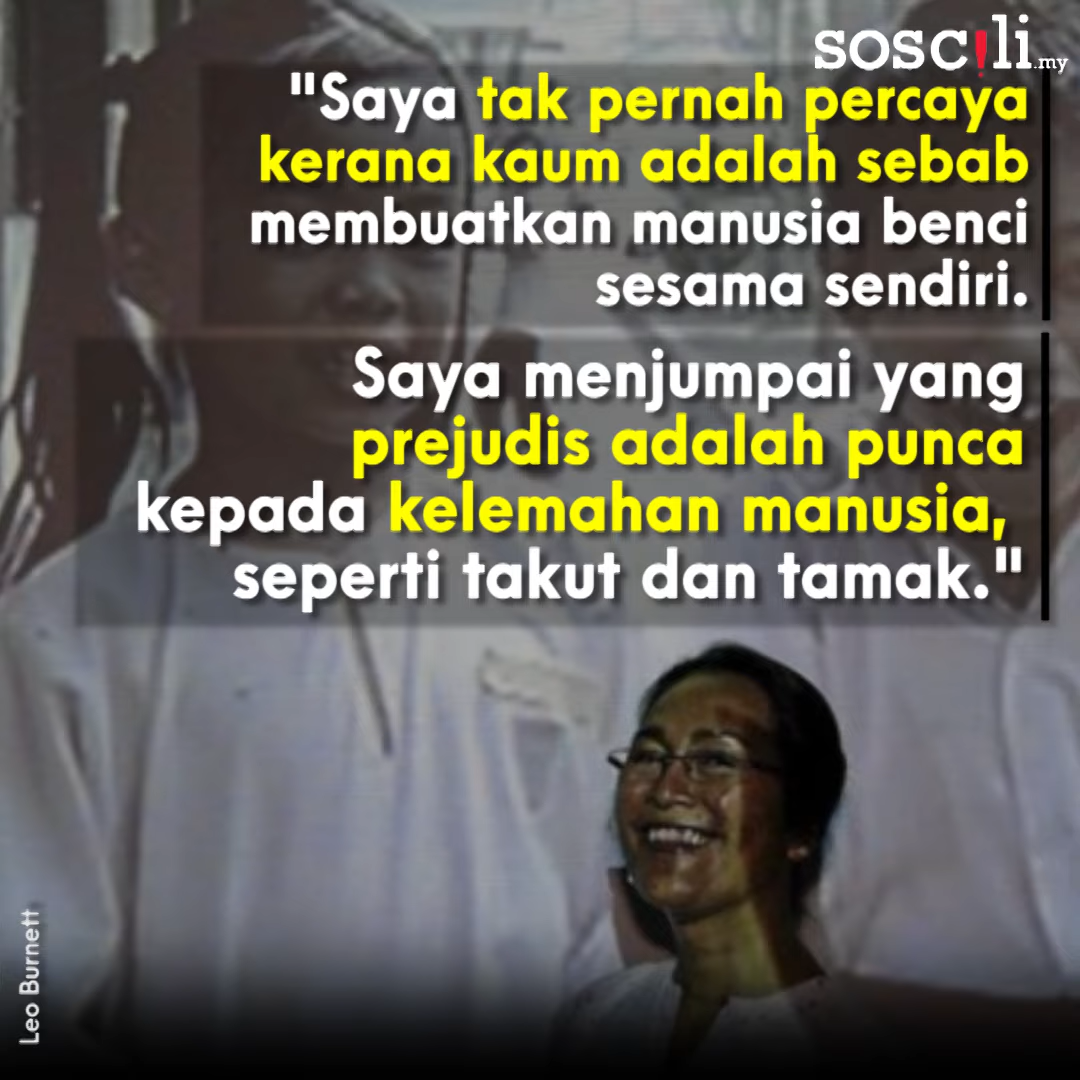 soscili.my
"Saya tak pernah percaya
kerana kaum adalah sebab
membuatkan manusia benci
sesama sendiri.
Saya menjumpai yang
prejudis adalah punca
kepada kelemahan manusia,
seperti takut dan tamak."
Leo Burnett